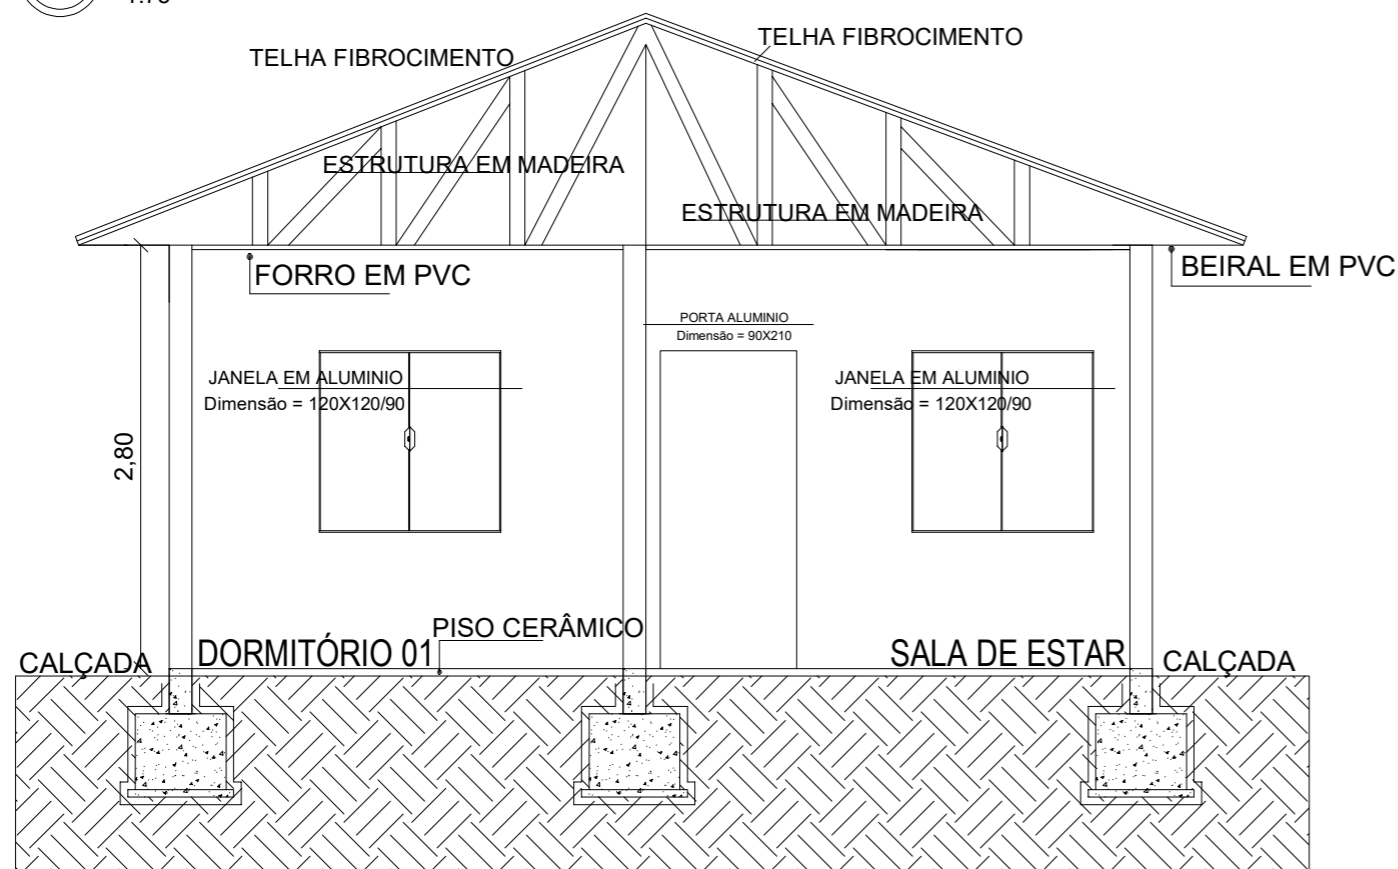 TELHA FIBROCIMENTO
TELHA FIBROCIMENTO
ESTRUTURA EM MADEIRA
ESTRUTURA EM MADEIRA
FORRO EM PVC
BEIRAL EM PVC
PORTA ALUMINIO
Dimensão = 90X210
JANELA EM ALUMINIO
Dimensão = 120X120/90
JANELA EM ALUMINIO
Dimensão = 120X120/90
2,80
PISO CERÂMICO
CALÇADA
DORMITÓRIO 01
SALA DE ESTAR
CALÇADA